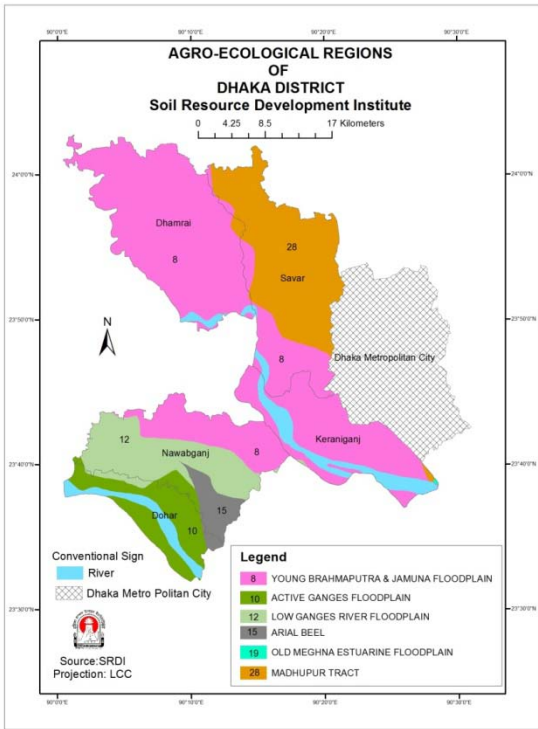 90°0'0"E 90°10'0"E 90°20'0"E 90°30'0"E
AGRO-ECOLOGICAL REGIONS
OF
DHAKA DISTRICT
Soil Resource Development Institute
0 4.25 8.5 17 Kilometers
24°0'0"N 24°0'0"N
Dhamrai
8
28
Savar
23°50'0"N 23°50'0"N
N
8
Dhaka Metropolitan City
12
Keraniganj
Nawabganj
8
23°40'0"N 23°40'0"N
15
Dohar
10
Conventional Sign
River
Dhaka Metro Politan City
Legend
8 YOUNG BRAHMAPUTRA & JAMUNA FLOODPLAIN
10 ACTIVE GANGES FLOODPLAIN
12 LOW GANGES RIVER FLOODPLAIN
15 ARIAL BEEL
19 OLD MEGHNA ESTUARINE FLOODPLAIN
28 MADHUPUR TRACT
23°30'0"N 23°30'0"N
Source:SRDI
Projection: LCC
90°0'0"E 90°10'0"E 90°20'0"E 90°30'0"E